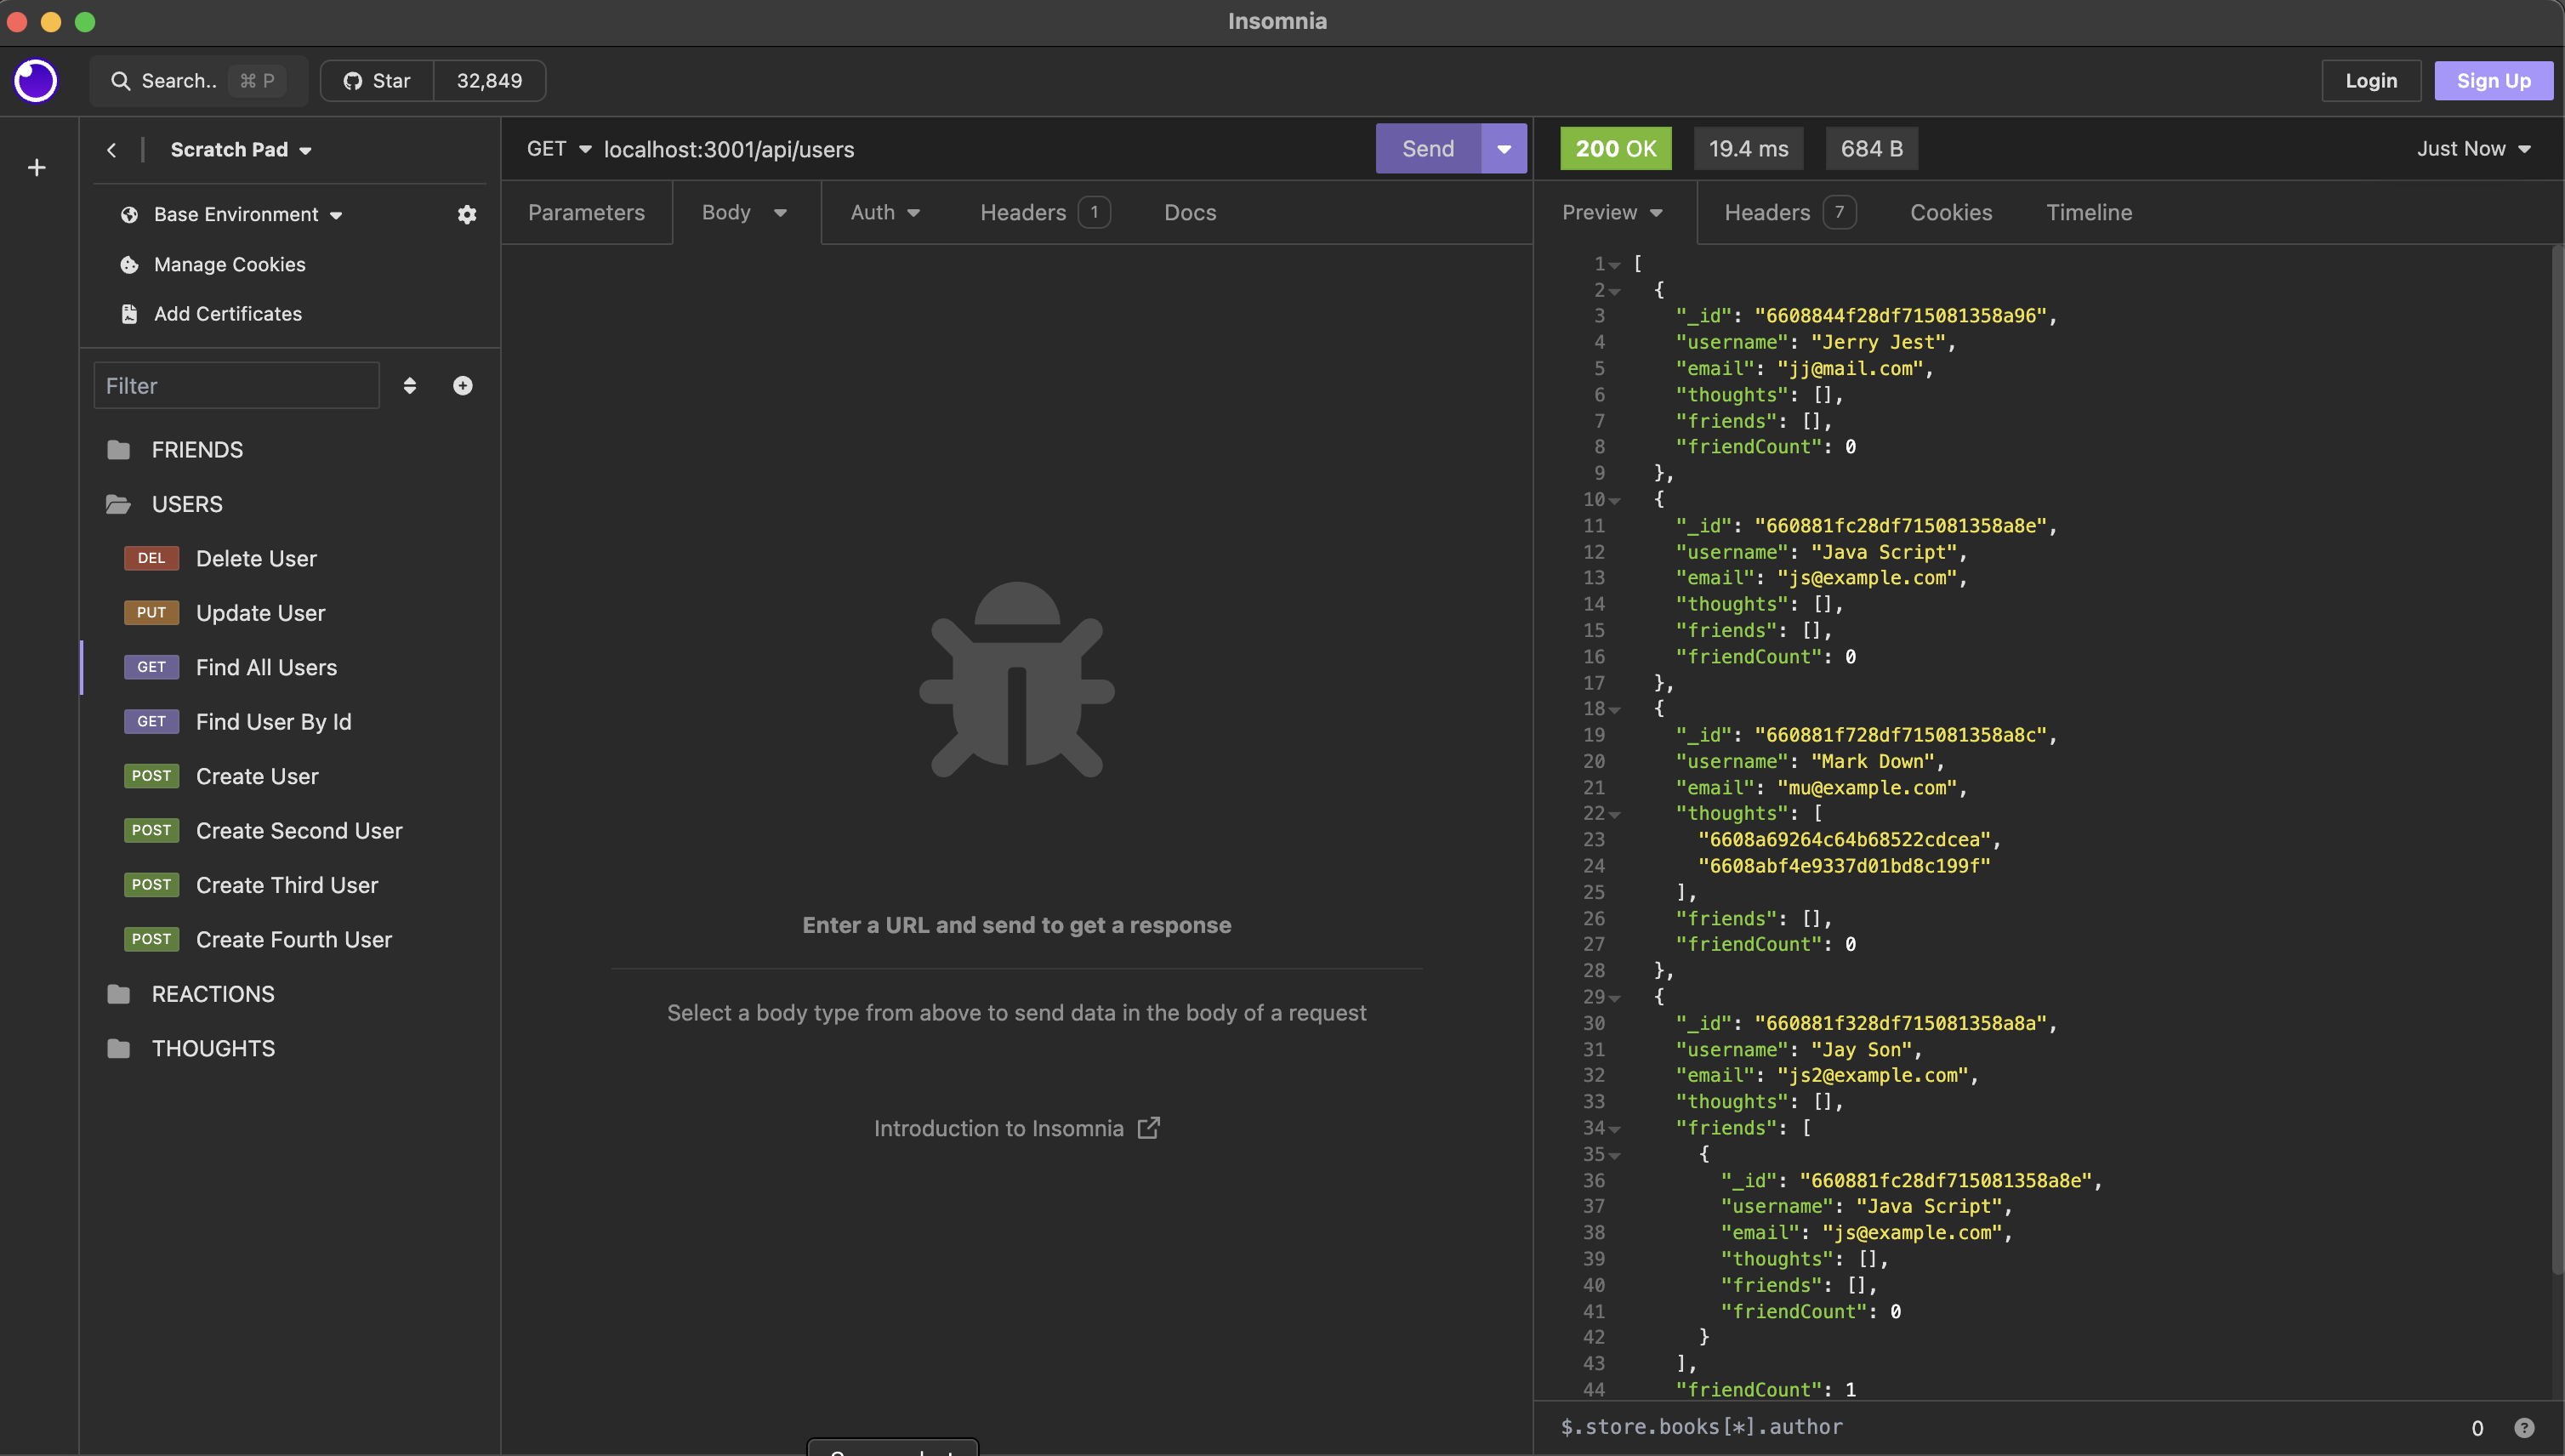 Insomnia
Search.. ⌘ P
Star 32,849
Login
Sign Up
Scratch Pad
Base Environment
Manage Cookies
Add Certificates
Filter
FRIENDS
USERS
DEL Delete User
PUT Update User
GET Find All Users
GET Find User By Id
POST Create User
POST Create Second User
POST Create Third User
POST Create Fourth User
REACTIONS
THOUGHTS
GET localhost:3001/api/users
Send
Parameters Body Auth Headers 1 Docs
Enter a URL and send to get a response
Select a body type from above to send data in the body of a request
Introduction to Insomnia
200 OK 19.4 ms 684 B Just Now
Preview Headers 7 Cookies Timeline
1 [
2 {
3 "_id": "6608844f28df715081358a96",
4 "username": "Jerry Jest",
5 "email": "jj@mail.com",
6 "thoughts": [],
7 "friends": [],
8 "friendCount": 0
9 },
10 {
11 "_id": "660881fc28df715081358a8e",
12 "username": "Java Script",
13 "email": "js@example.com",
14 "thoughts": [],
15 "friends": [],
16 "friendCount": 0
17 },
18 {
19 "_id": "660881f728df715081358a8c",
20 "username": "Mark Down",
21 "email": "mu@example.com",
22 "thoughts": [
23 "6608a69264c64b68522cdcea",
24 "6608abf4e9337d01bd8c199f"
25 ],
26 "friends": [],
27 "friendCount": 0
28 },
29 {
30 "_id": "660881f328df715081358a8a",
31 "username": "Jay Son",
32 "email": "js2@example.com",
33 "thoughts": [],
34 "friends": [
35 {
36 "_id": "660881fc28df715081358a8e",
37 "username": "Java Script",
38 "email": "js@example.com",
39 "thoughts": [],
40 "friends": [],
41 "friendCount": 0
42 }
43 ],
44 "friendCount": 1
$.store.books[*].author
0